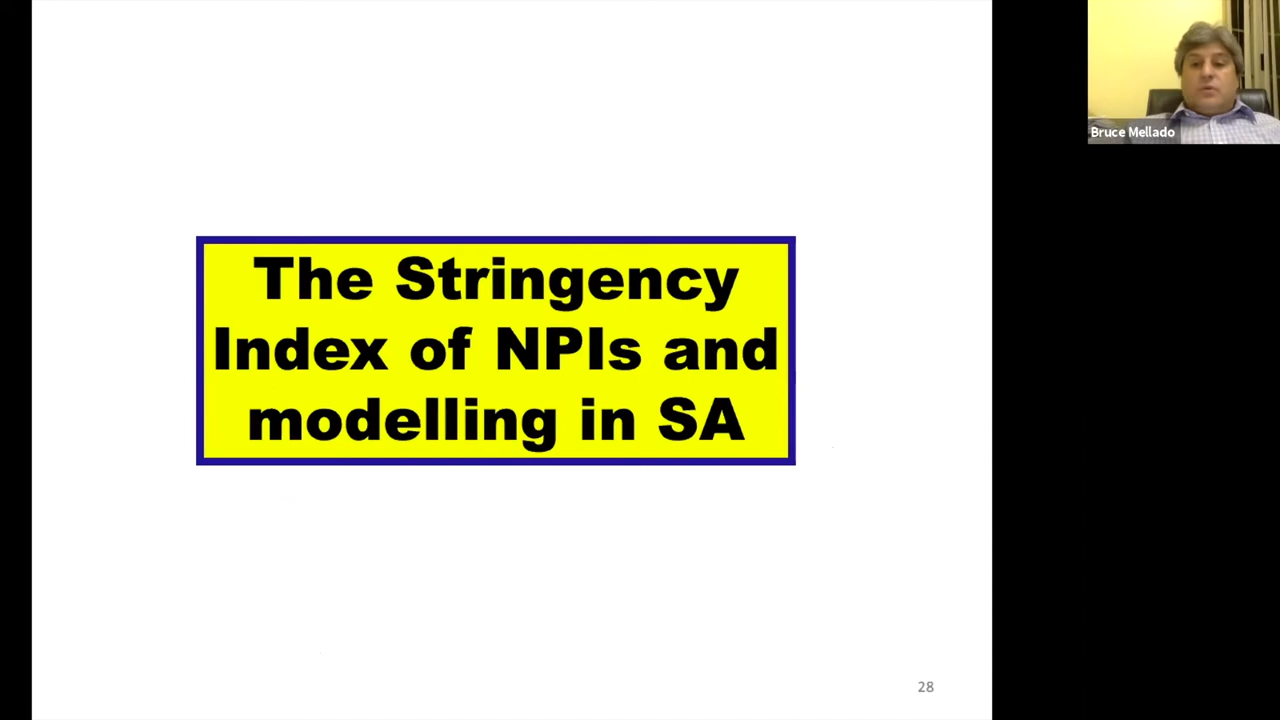 The Stringency
Index of NPIs and
modelling in SA
Bruce Mellado
28